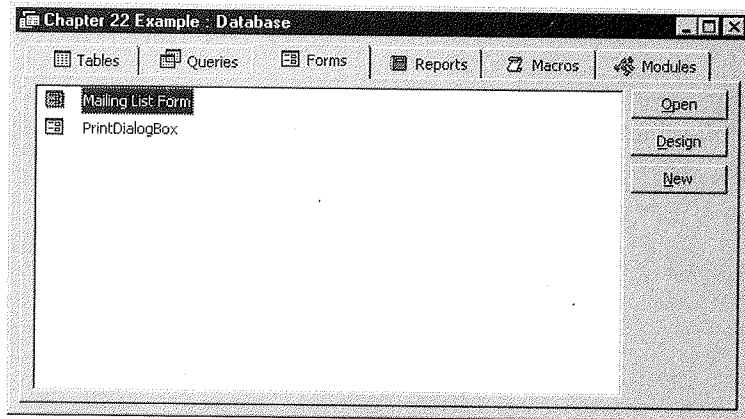 Chapter 22 Example : Database
Tables Queries Forms Reports Macros Modules
Mailing List Form
PrintDialogBox
Open
Design
New